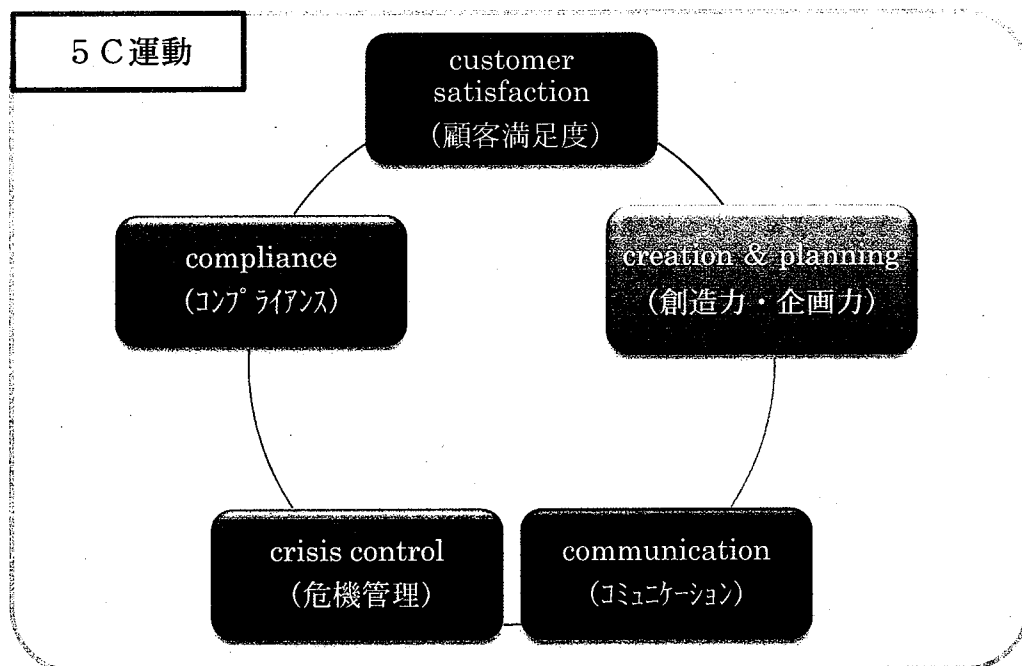 5C運動
customer
satisfaction
(顧客満足度)
creation & planning
(創造力・企画力)
communication
(コミュニケーション)
crisis control
(危機管理)
compliance
(コンプライアンス)